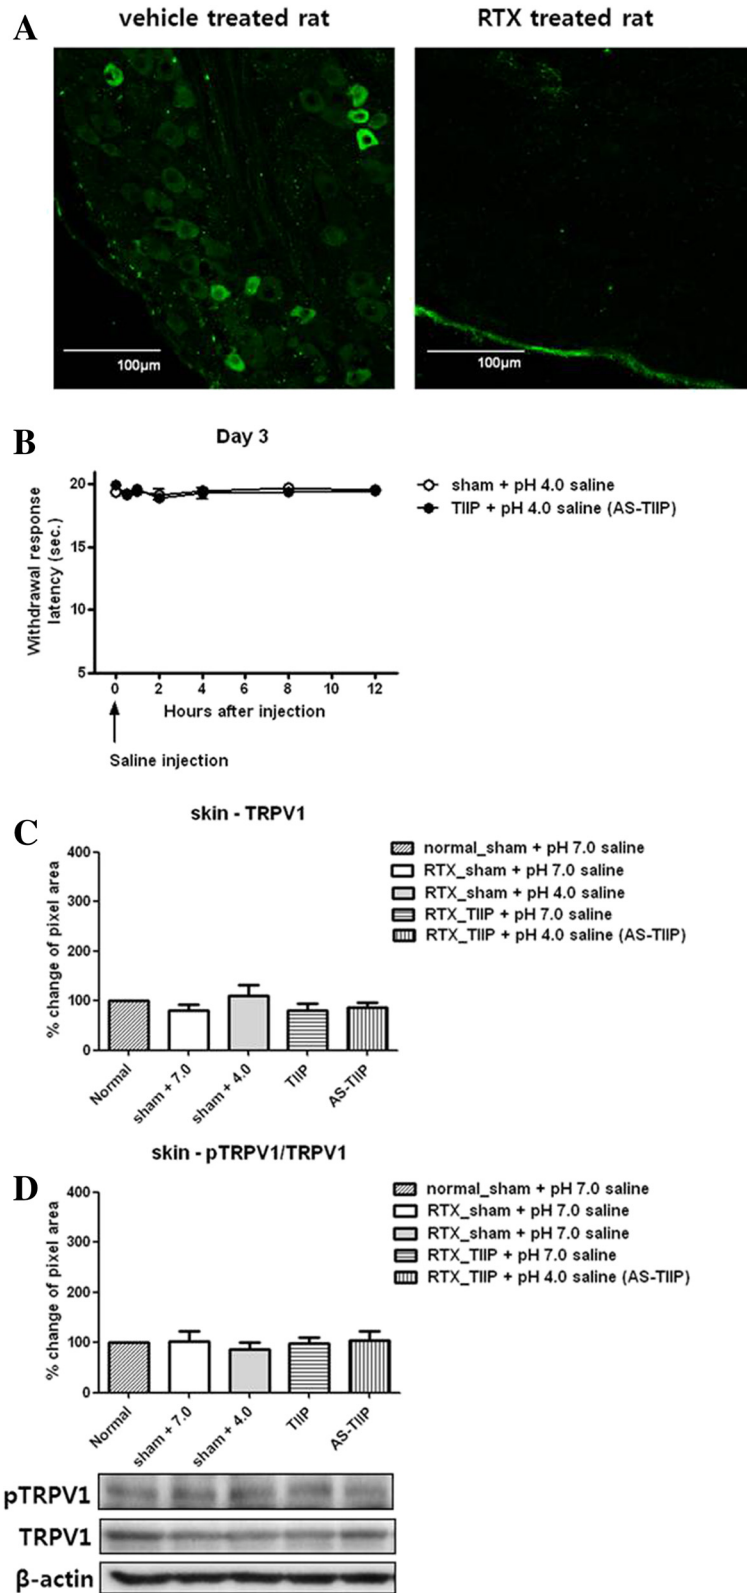 A
vehicle treated rat
RTX treated rat
100μm
100μm
B
Day 3
Withdrawal response
latency (sec.)
20
15
10
5
0 2 4 6 8 10 12
Hours after injection
Saline injection
sham + pH 4.0 saline
TIIP + pH 4.0 saline (AS-TIIP)
C
skin - TRPV1
% change of pixel area
400
300
200
100
0
Normal
sham + 7.0
sham + 4.0
TIIP
AS-TIIP
normal_sham + pH 7.0 saline
RTX_sham + pH 7.0 saline
RTX_sham + pH 4.0 saline
RTX_TIIP + pH 7.0 saline
RTX_TIIP + pH 4.0 saline (AS-TIIP)
D
skin - pTRPV1/TRPV1
% change of pixel area
400
300
200
100
0
Normal
sham + 7.0
sham + 4.0
TIIP
AS-TIIP
normal_sham + pH 7.0 saline
RTX_sham + pH 7.0 saline
RTX_sham + pH 7.0 saline
RTX_TIIP + pH 7.0 saline
RTX_TIIP + pH 4.0 saline (AS-TIIP)
pTRPV1
TRPV1
β-actin